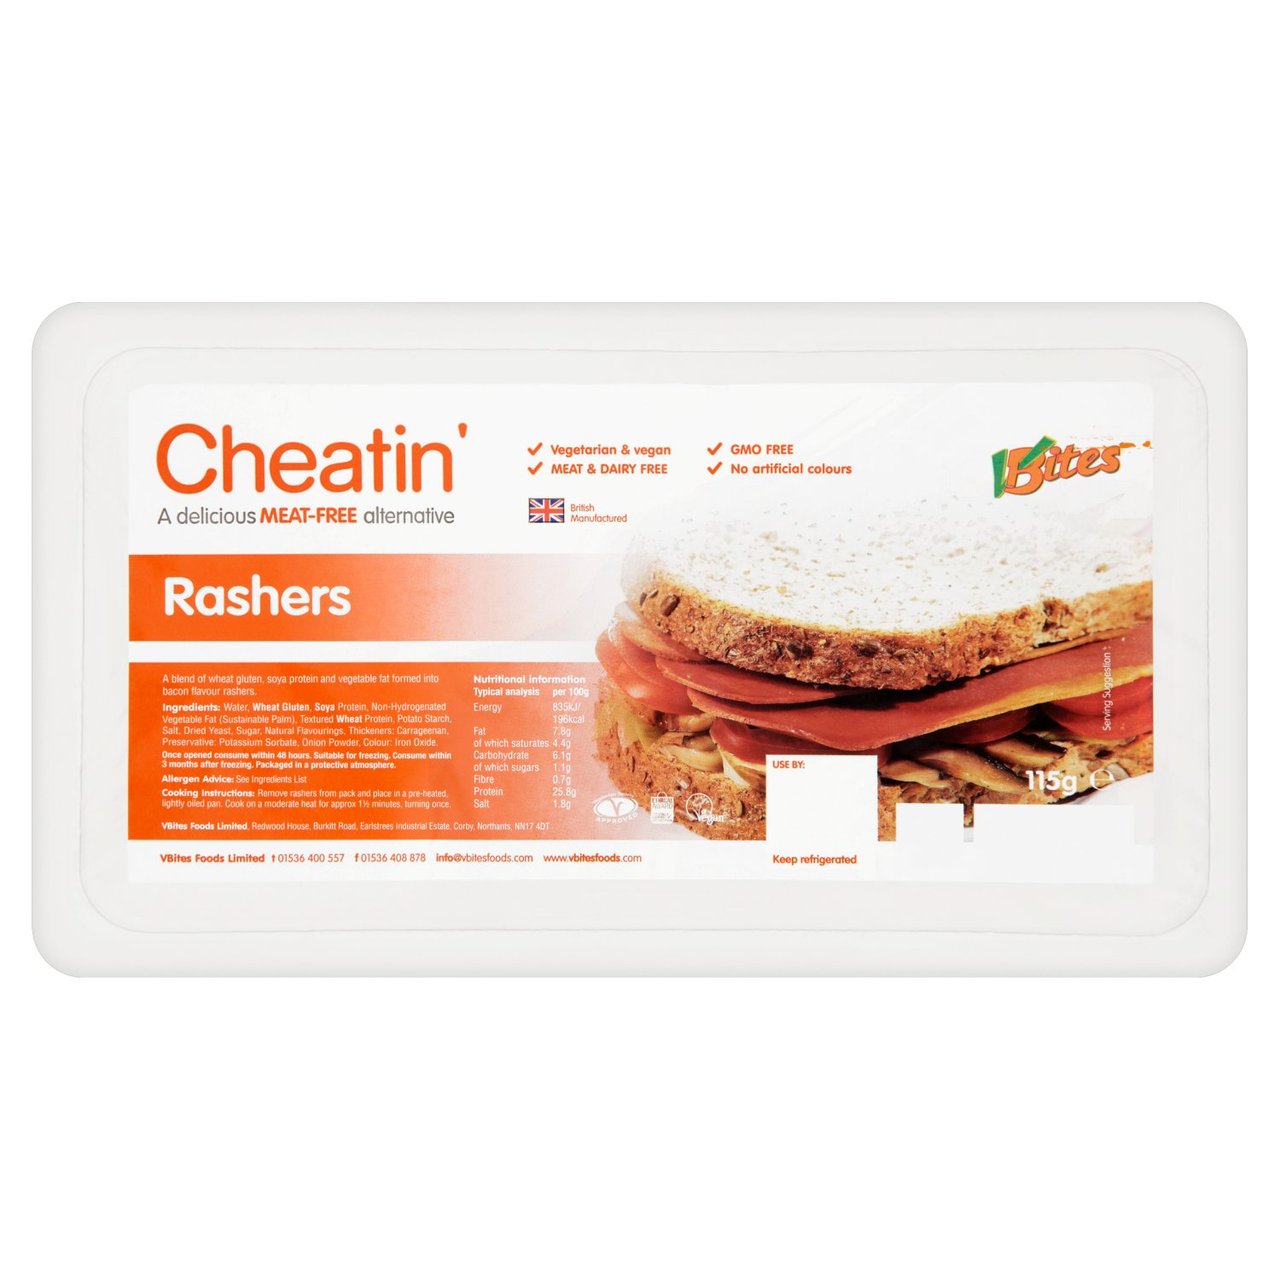 Cheatin'
A delicious MEAT-FREE alternative
✓ Vegetarian & vegan
✓ MEAT & DAIRY FREE
✓ GMO FREE
✓ No artificial colours
British
Manufactured
VBites
Rashers
A blend of wheat gluten, soya protein and vegetable fat formed into
bacon flavour rashers.
Ingredients: Water, Wheat Gluten, Soya Protein, Non-Hydrogenated
Vegetable Fat (Sustainable Palm), Textured Wheat Protein, Potato Starch,
Salt, Dried Yeast, Sugar, Natural Flavourings. Thickeners: Carrageenan,
Preservative: Potassium Sorbate, Onion Powder, Colour: Iron Oxide.
Once opened consume within 48 hours. Suitable for freezing. Consume within
3 months after freezing. Packaged in a protective atmosphere.
Allergen Advice: See Ingredients List
Cooking Instructions: Remove rashers from pack and place in a pre-heated,
lightly oiled pan. Cook on a moderate heat for approx 1½ minutes, turning once.
Nutritional information
Typical analysis per 100g
Energy 835kJ/
196kcal
Fat 7.8g
of which saturates 4.4g
Carbohydrate 6.1g
of which sugars 1.1g
Fibre 0.7g
Protein 25.8g
Salt 1.8g
VBites Foods Limited, Redwood House, Burkitt Road, Earlstrees Industrial Estate, Corby, Northants, NN17 4DT
VBites Foods Limited t 01536 400 557 f 01536 408 878 info@vbitesfoods.com www.vbitesfoods.com
V
APPROVED
Vegan
Serving Suggestion
115g ℮
USE BY:
Keep refrigerated